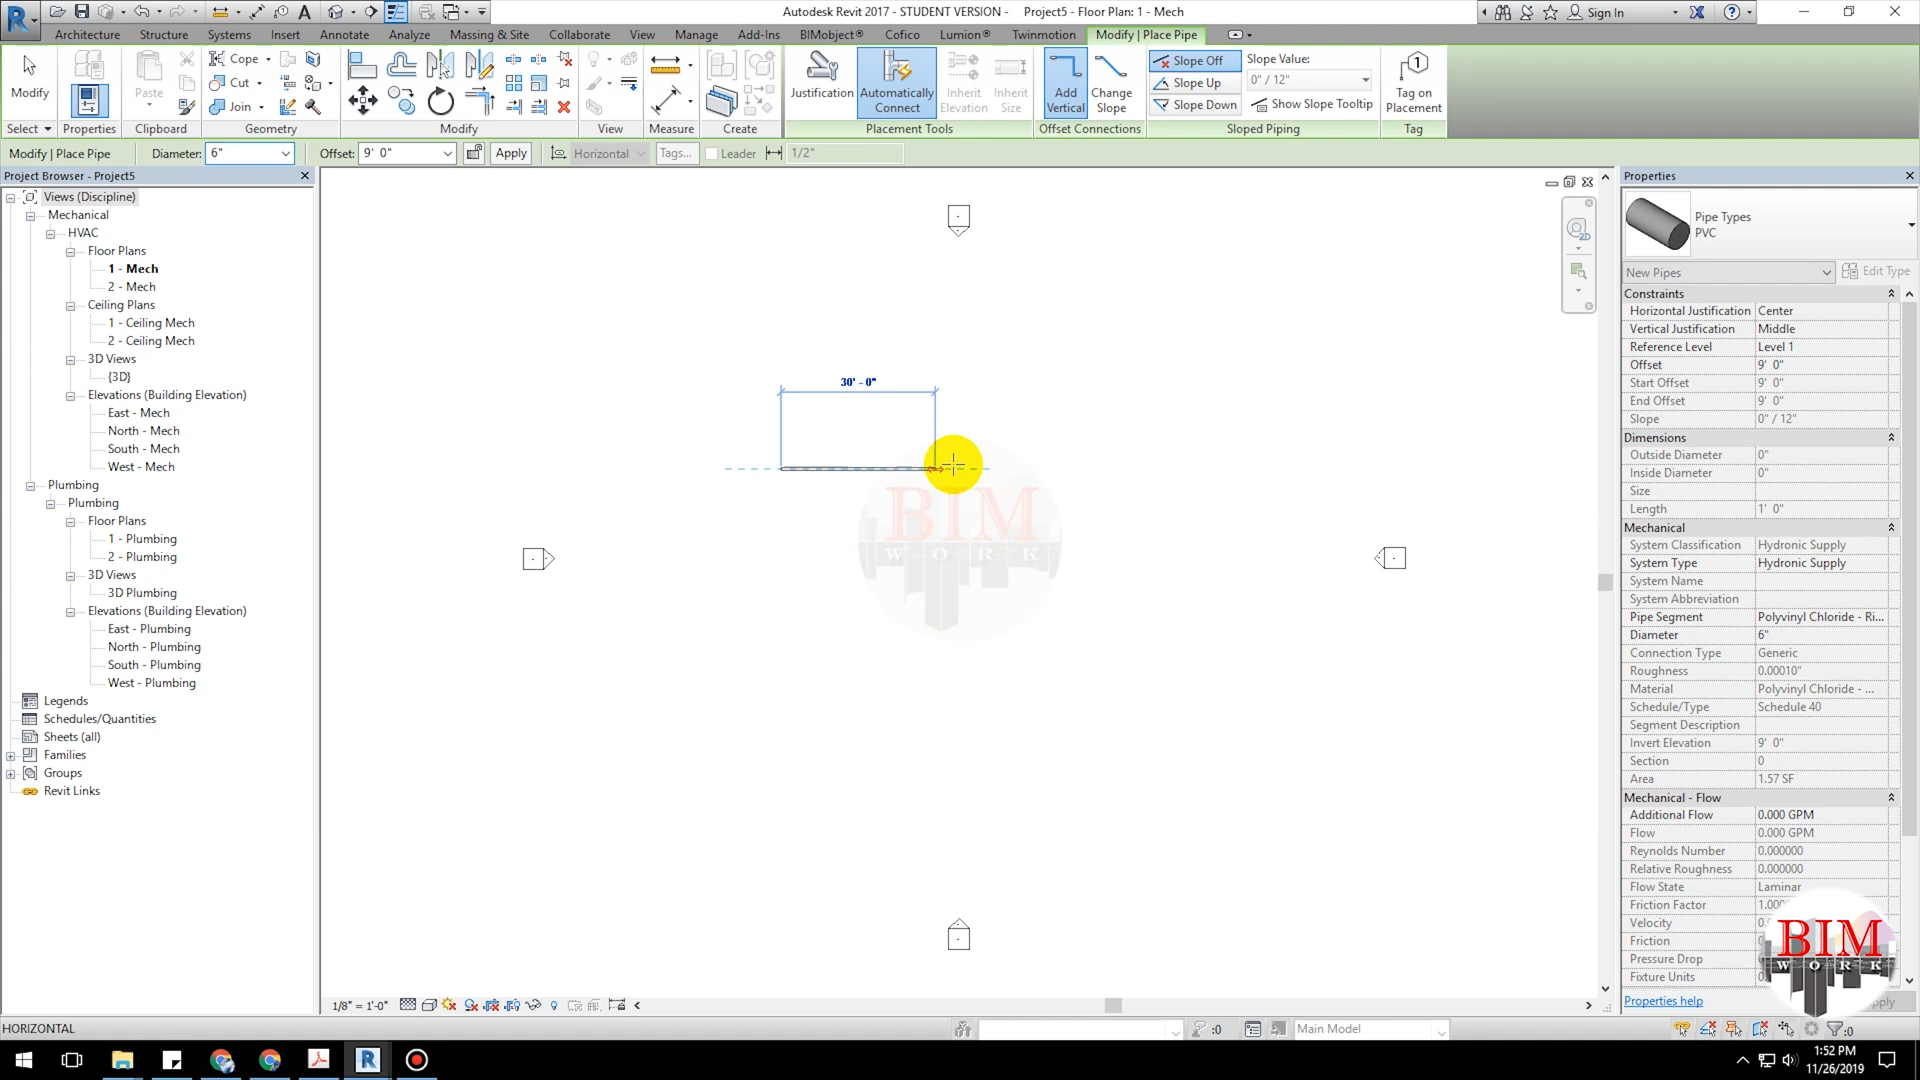 Autodesk Revit 2017 - STUDENT VERSION - Project5 - Floor Plan: 1 - Mech
Sign In
Architecture Structure Systems Insert Annotate Analyze Massing & Site Collaborate View Manage Add-Ins BIMobject® Cofico Lumion® Twinmotion Modify | Place Pipe
Modify
Paste
Cope
Cut
Join
Justification
Automatically Connect
Inherit Elevation
Inherit Size
Add Vertical
Change Slope
Slope Off
Slope Up
Slope Down
Slope Value:
0" / 12"
Show Slope Tooltip
Tag on Placement
Select Properties Clipboard Geometry Modify View Measure Create Placement Tools Offset Connections Sloped Piping Tag
Modify | Place Pipe Diameter: 6" Offset: 9' 0" Apply Horizontal Tags... Leader 1/2"
Project Browser - Project5
Views (Discipline)
Mechanical
HVAC
Floor Plans
1 - Mech
2 - Mech
Ceiling Plans
1 - Ceiling Mech
2 - Ceiling Mech
3D Views
{3D}
Elevations (Building Elevation)
East - Mech
North - Mech
South - Mech
West - Mech
Plumbing
Plumbing
Floor Plans
1 - Plumbing
2 - Plumbing
3D Views
3D Plumbing
Elevations (Building Elevation)
East - Plumbing
North - Plumbing
South - Plumbing
West - Plumbing
Legends
Schedules/Quantities
Sheets (all)
Families
Groups
Revit Links
30' - 0"
BIM
WORK
2D
Properties
Pipe Types
PVC
New Pipes Edit Type
Constraints
Horizontal Justification Center
Vertical Justification Middle
Reference Level Level 1
Offset 9' 0"
Start Offset 9' 0"
End Offset 9' 0"
Slope 0" / 12"
Dimensions
Outside Diameter 0"
Inside Diameter 0"
Size
Length 1' 0"
Mechanical
System Classification Hydronic Supply
System Type Hydronic Supply
System Name
System Abbreviation
Pipe Segment Polyvinyl Chloride - Ri...
Diameter 6"
Connection Type Generic
Roughness 0.00010"
Material Polyvinyl Chloride - ...
Schedule/Type Schedule 40
Segment Description
Invert Elevation 9' 0"
Section 0
Area 1.57 SF
Mechanical - Flow
Additional Flow 0.000 GPM
Flow 0.000 GPM
Reynolds Number 0.000000
Relative Roughness 0.000000
Flow State Laminar
Friction Factor
Velocity
Friction
Pressure Drop
Fixture Units
Properties help
BIM
WORK
1/8" = 1'-0"
HORIZONTAL
:0
Main Model
:0
1:52 PM
11/26/2019